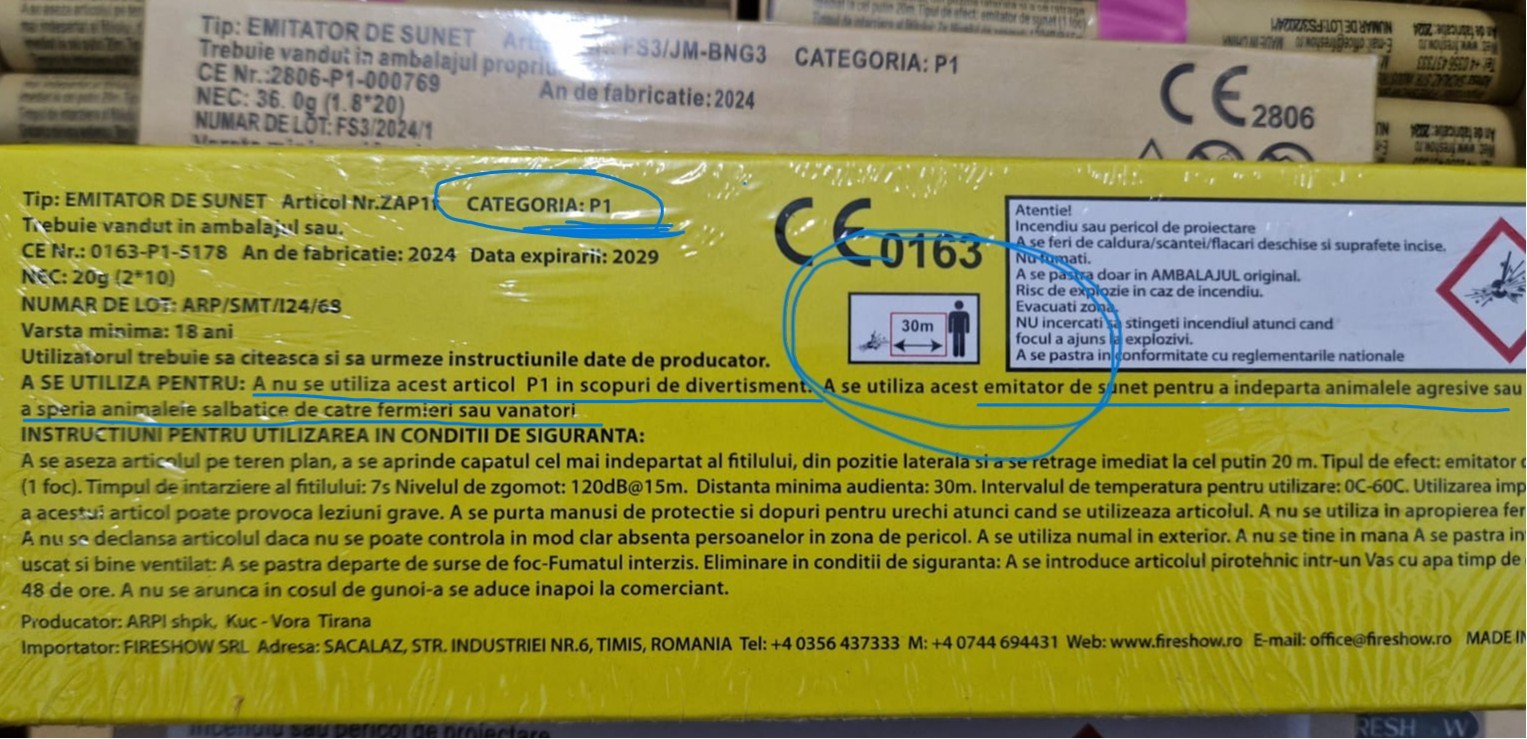 Tip: EMITATOR DE SUNET FS3/JM-BNG3 CATEGORIA: P1
Trebuie vandut in ambalajul
CE Nr.:2806-P1-000769
An de fabricatie:2024
NEC: 36. 0g (1.8*20)
NUMAR DE LOT: FS3/2024/1
CE 2806
Tip: EMITATOR DE SUNET Articol Nr.ZAP11 CATEGORIA: P1
Trebuie vandut in ambalajul sau.
CE Nr.: 0163-P1-5178 An de fabricatie: 2024 Data expirarii: 2029
NEC: 20g (2*10)
NUMAR DE LOT: ARP/SMT/I24/68
Varsta minima: 18 ani
Utilizatorul trebuie sa citeasca si sa urmeze instructiunile date de producator.
CE 0163
30m
Atentie!
Incendiu sau pericol de proiectare
A se feri de caldura/scantei/flacari deschise si suprafete incise.
Nu fumati.
A se pastra doar in AMBALAJUL original.
Risc de explozie in caz de incendiu.
Evacuati zona.
NU incercati sa stingeti incendiul atunci cand
focul a ajuns la explozivi.
A se pastra in conformitate cu reglementarile nationale
A SE UTILIZA PENTRU: A nu se utiliza acest articol P1 in scopuri de divertisment. A se utiliza acest emitator de sunet pentru a indeparta animalele agresive sau
a speria animalele salbatice de catre fermieri sau vanatori
INSTRUCTIUNI PENTRU UTILIZAREA IN CONDITII DE SIGURANTA:
A se aseza articolul pe teren plan, a se aprinde capatul cel mai indepartat al fitilului, din pozitie laterala si a se retrage imediat la cel putin 20 m. Tipul de efect: emitator
(1 foc). Timpul de intarziere al fitilului: 7s Nivelul de zgomot: 120dB@15m. Distanta minima audienta: 30m. Intervalul de temperatura pentru utilizare: 0C-60C. Utilizarea
a acestui articol poate provoca leziuni grave. A se purta manusi de protectie si dopuri pentru urechi atunci cand se utilizeaza articolul. A nu se utiliza in apropierea
A nu se declansa articolul daca nu se poate controla in mod clar absenta persoanelor in zona de pericol. A se utiliza numal in exterior. A nu se tine in mana A se pastra
uscat si bine ventilat: A se pastra departe de surse de foc-Fumatul interzis. Eliminare in conditii de siguranta: A se introduce articolul pirotehnic intr-un Vas cu apa timp de
48 de ore. A nu se arunca in cosul de gunoi-a se aduce inapoi la comerciant.
Producator: ARPI shpk, Kuc - Vora Tirana
Importator: FIRESHOW SRL Adresa: SACALAZ, STR. INDUSTRIEI NR.6, TIMIS, ROMANIA Tel: +4 0356 437333 M: +4 0744 694431 Web: www.fireshow.ro E-mail: office@fireshow.ro MADE